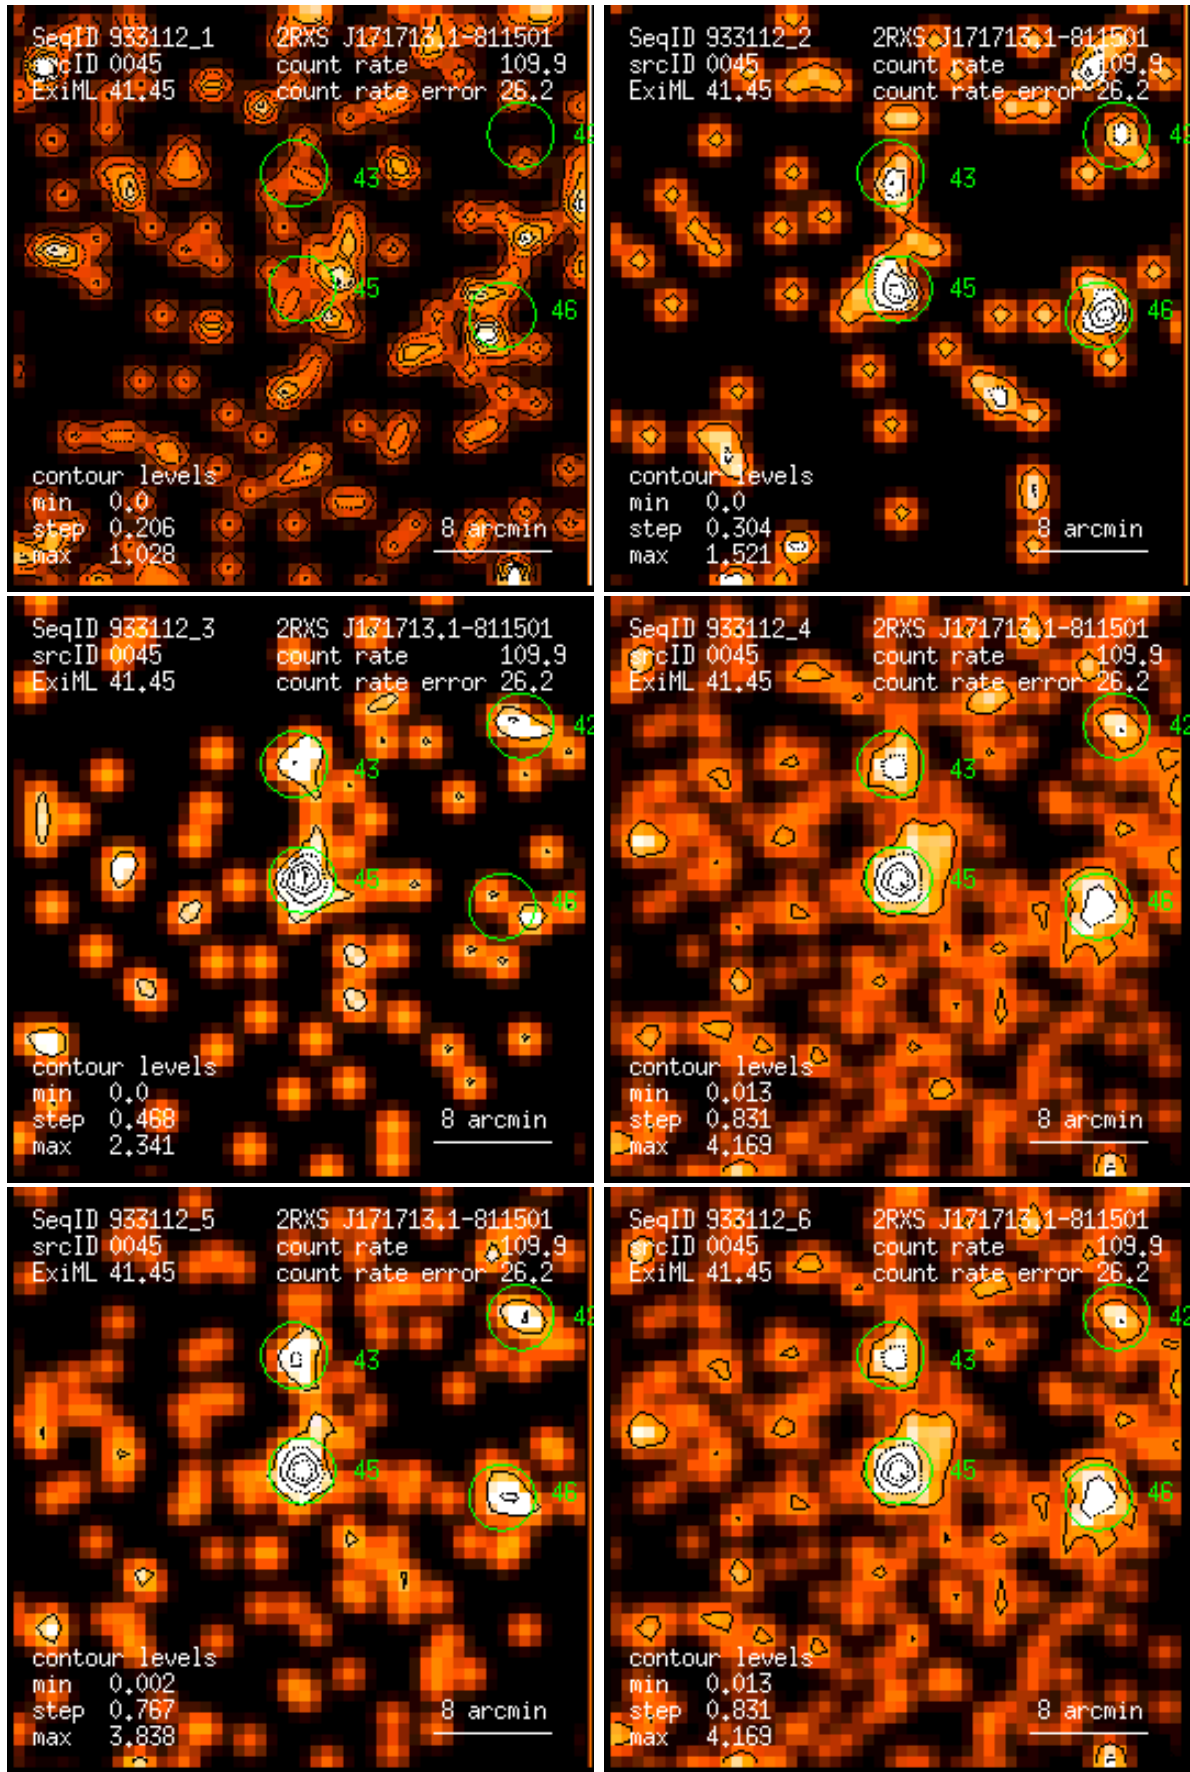 SeqID 933112_1 2RXS J171713.1-811501
srcID 0045 count rate 109.9
ExiML 41.45 count rate error 26.2
42
43
45
46
contour levels
min 0.0
step 0.206 8 arcmin
max 1.028
SeqID 933112_2 2RXS J171713.1-811501
srcID 0045 count rate 109.9
ExiML 41.45 count rate error 26.2
42
43
45
46
contour levels
min 0.0
step 0.304 8 arcmin
max 1.521
SeqID 933112_3 2RXS J171713.1-811501
srcID 0045 count rate 109.9
ExiML 41.45 count rate error 26.2
42
43
45
46
contour levels
min 0.0
step 0.468 8 arcmin
max 2.341
SeqID 933112_4 2RXS J171713.1-811501
srcID 0045 count rate 109.9
ExiML 41.45 count rate error 26.2
42
43
45
46
contour levels
min 0.013
step 0.831 8 arcmin
max 4.169
SeqID 933112_5 2RXS J171713.1-811501
srcID 0045 count rate 109.9
ExiML 41.45 count rate error 26.2
42
43
45
46
contour levels
min 0.002
step 0.767 8 arcmin
max 3.838
SeqID 933112_6 2RXS J171713.1-811501
srcID 0045 count rate 109.9
ExiML 41.45 count rate error 26.2
42
43
45
46
contour levels
min 0.013
step 0.831 8 arcmin
max 4.169